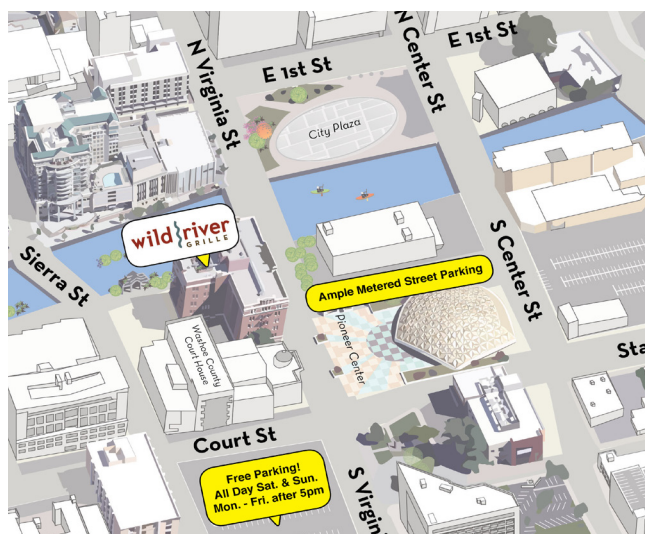 N Virginia St
E 1st St
N Center St
E 1st St
City Plaza
wild river
GRILLE
Sierra St
S Center St
Ample Metered Street Parking
Washoe County
Court House
Pioneer Center
Sta
Court St
Free Parking!
All Day Sat. & Sun.
Mon. - Fri. after 5pm
S Virgin